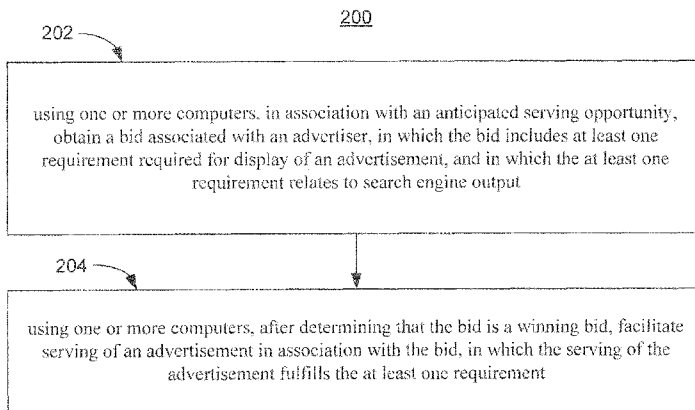 200
202
using one or more computers, in association with an anticipated serving opportunity,
obtain a bid associated with an advertiser, in which the bid includes at least one
requirement required for display of an advertisement, and in which the at least one
requirement relates to search engine output
204
using one or more computers, after determining that the bid is a winning bid, facilitate
serving of an advertisement in association with the bid, in which the serving of the
advertisement fulfills the at least one requirement